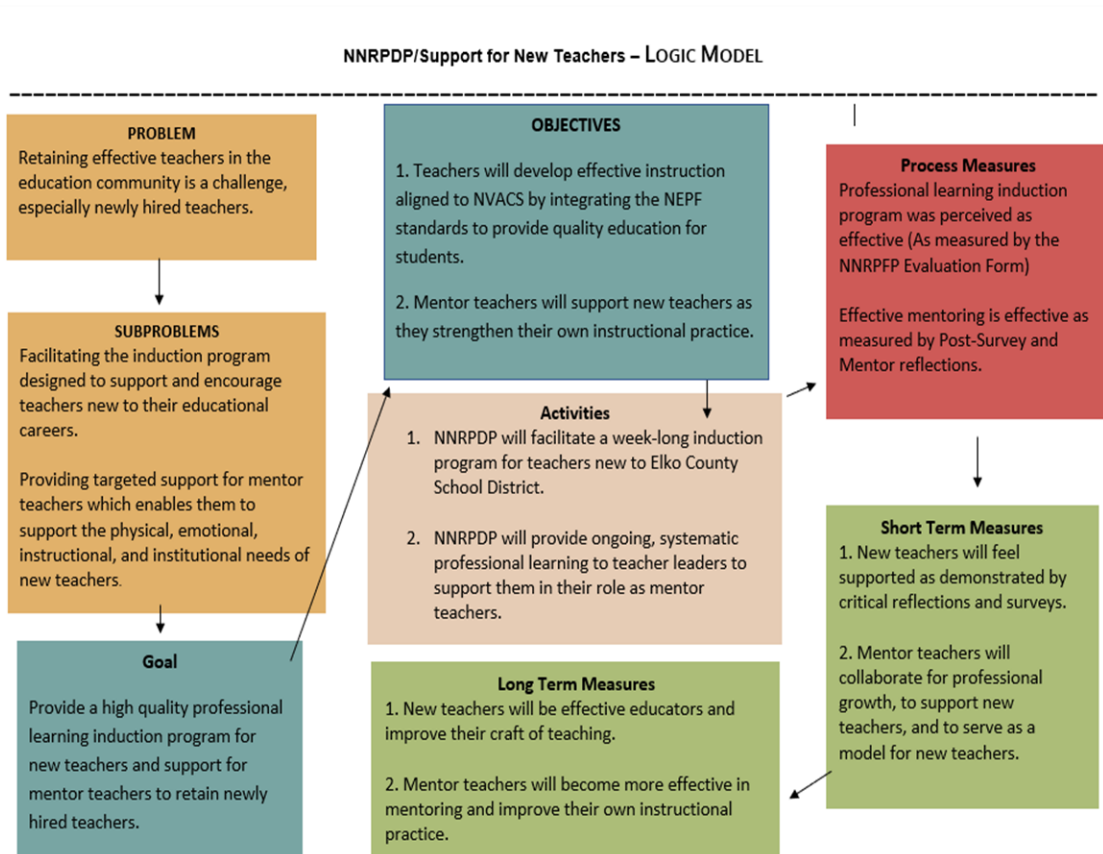 NNRPDP/Support for New Teachers – LOGIC MODEL
PROBLEM
Retaining effective teachers in the
education community is a challenge,
especially newly hired teachers.
SUBPROBLEMS
Facilitating the induction program
designed to support and encourage
teachers new to their educational
careers.
Providing targeted support for mentor
teachers which enables them to
support the physical, emotional,
instructional, and institutional needs of
new teachers.
Goal
Provide a high quality professional
learning induction program for
new teachers and support for
mentor teachers to retain newly
hired teachers.
OBJECTIVES
1. Teachers will develop effective instruction
aligned to NVACS by integrating the NEPF
standards to provide quality education for
students.
2. Mentor teachers will support new teachers as
they strengthen their own instructional practice.
Activities
1. NNRPDP will facilitate a week-long induction
program for teachers new to Elko County
School District.
2. NNRPDP will provide ongoing, systematic
professional learning to teacher leaders to
support them in their role as mentor
teachers.
Process Measures
Professional learning induction
program was perceived as
effective (As measured by the
NNRPFP Evaluation Form)
Effective mentoring is effective as
measured by Post-Survey and
Mentor reflections.
Short Term Measures
1. New teachers will feel
supported as demonstrated by
critical reflections and surveys.
2. Mentor teachers will
collaborate for professional
growth, to support new
teachers, and to serve as a
model for new teachers.
Long Term Measures
1. New teachers will be effective educators and
improve their craft of teaching.
2. Mentor teachers will become more effective in
mentoring and improve their own instructional
practice.